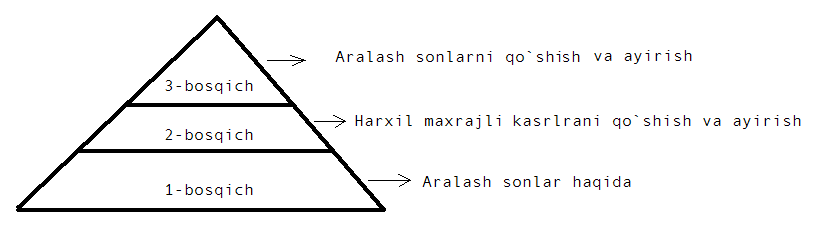 Aralash sonlarni qo`shish va ayirish
3-bosqich
Harxil maxrajli kasrlrani qo`shish va ayirish
2-bosqich
Aralash sonlar haqida
1-bosqich